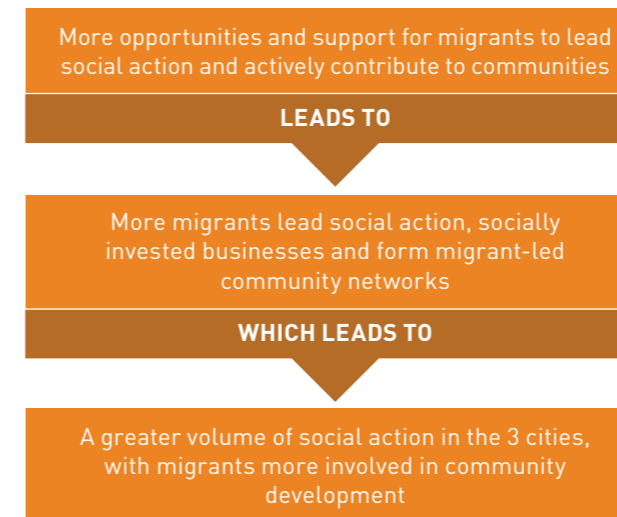 More opportunities and support for migrants to lead
social action and actively contribute to communities
LEADS TO
More migrants lead social action, socially
invested businesses and form migrant-led
community networks
WHICH LEADS TO
A greater volume of social action in the 3 cities,
with migrants more involved in community
development